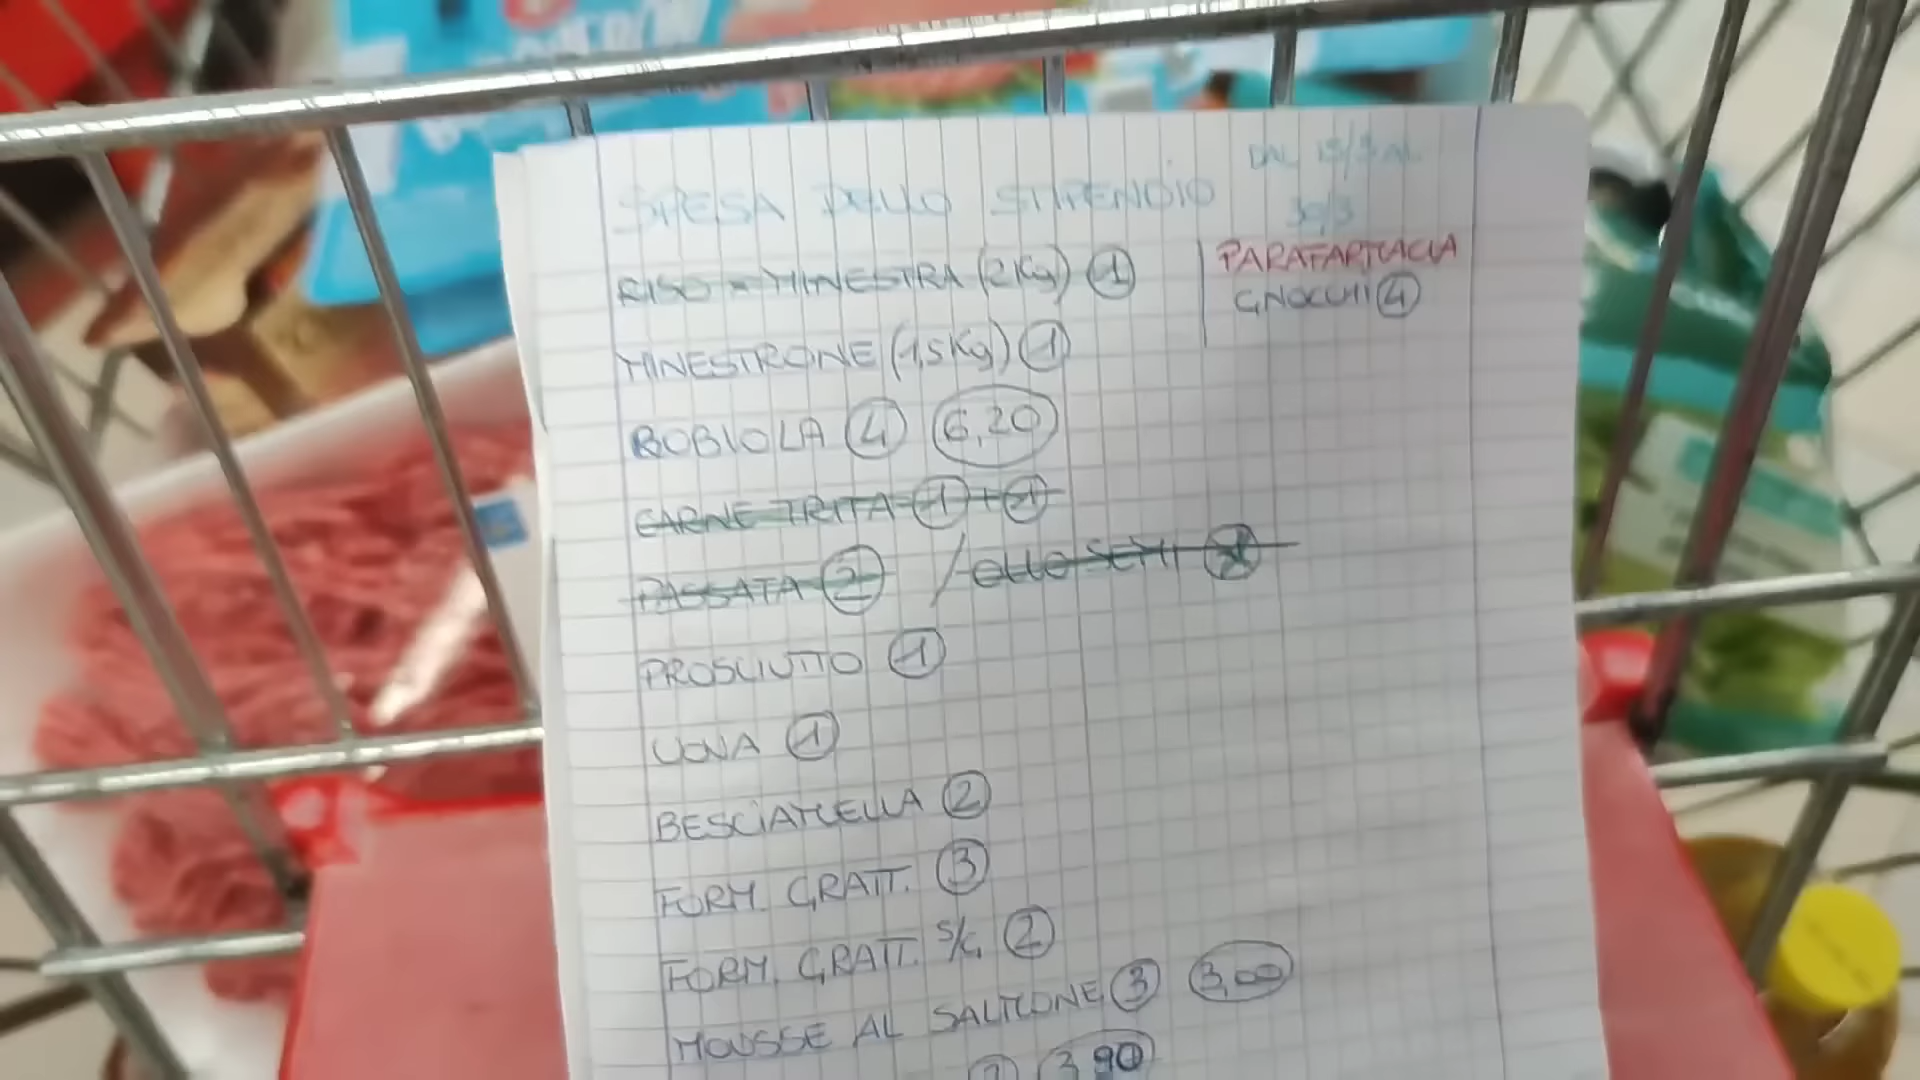 SPESA DELLO STIPENDIO
DAL 15/3 AL
30/3
RISO x MINESTRA (2Kg) 1
MINESTRONE (1,5Kg) 1
ROBIOLA 4 6,20
CARNE TRITA 1 + 1
PASSATA 2 / OLIO SEMI
PROSCIUTTO 1
UOVA 1
BESCIAMELLA 2
FORM. GRATT. 3
FORM. GRATT. S/G 2
MOUSSE AL SALMONE 3 3,00
3,90
PARAFARMACIA
GNOCCHI 4